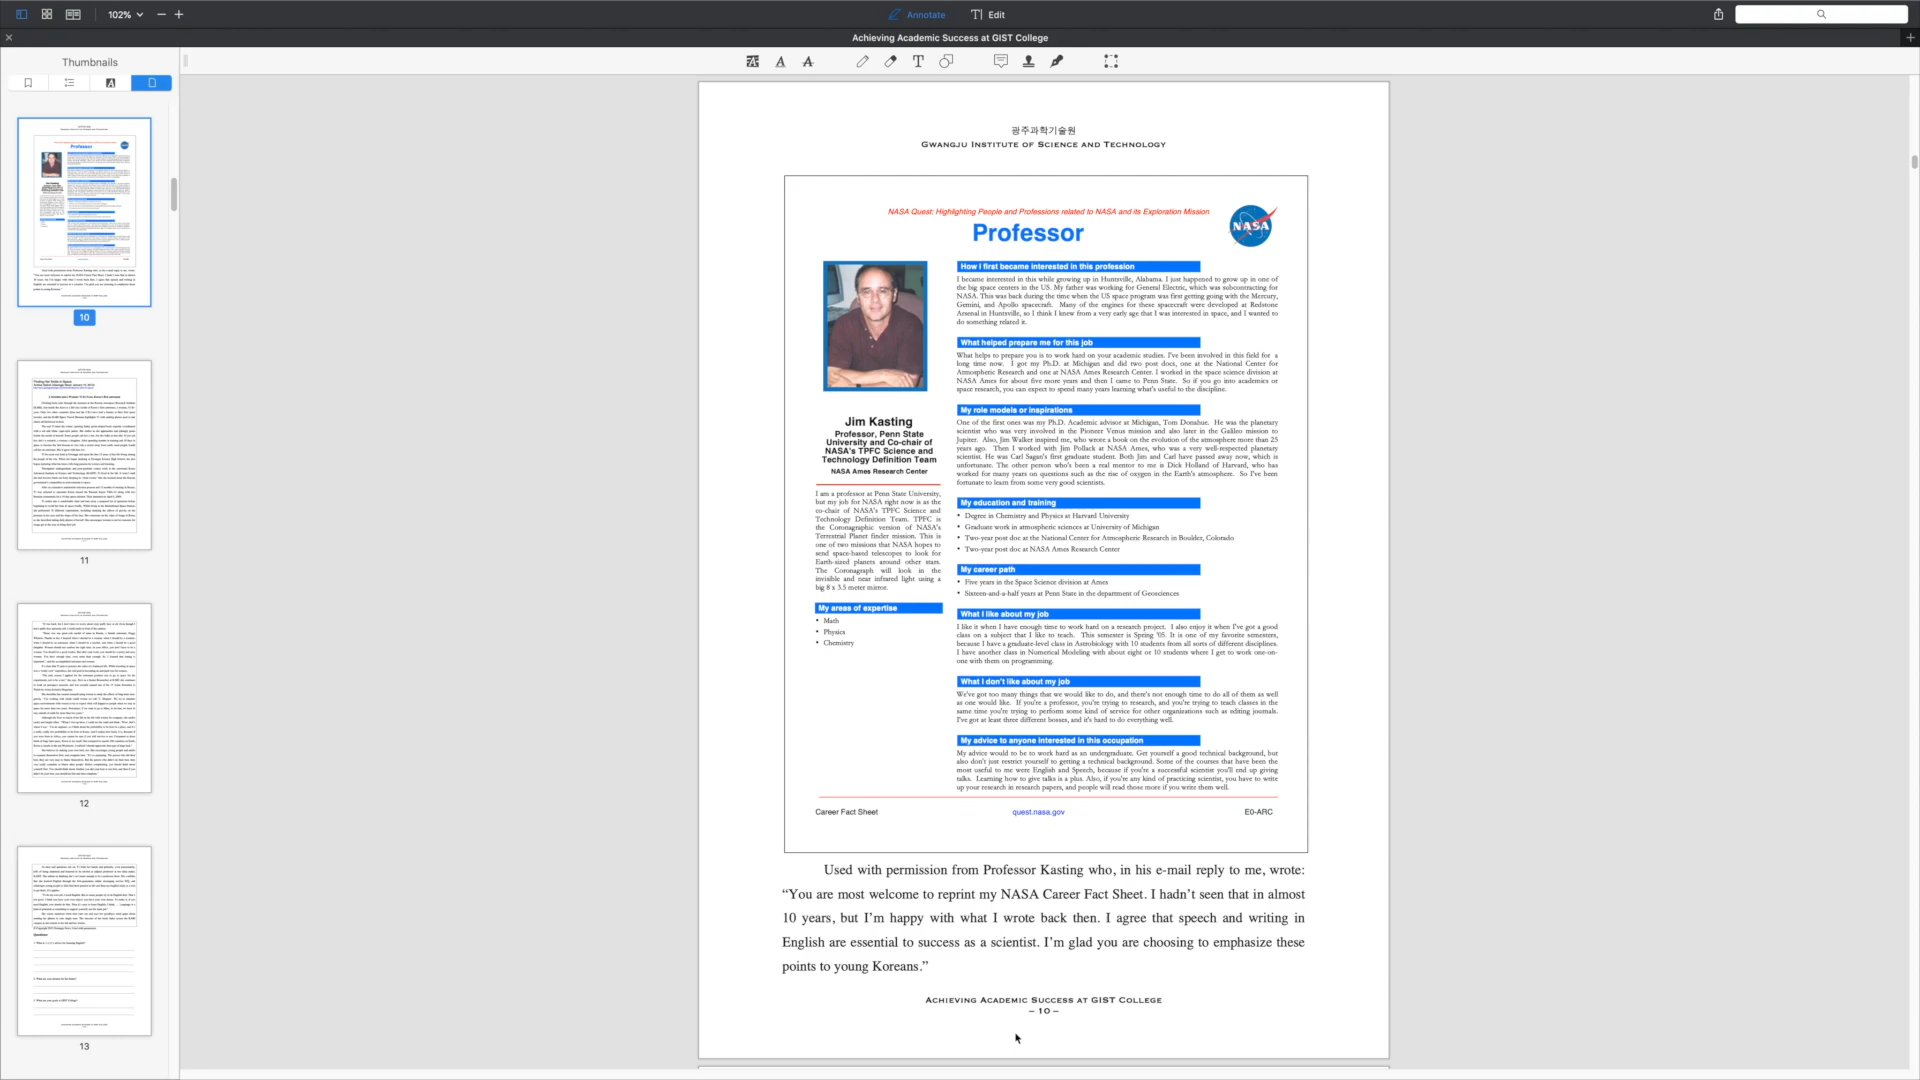 102%
Annotate
Edit
Achieving Academic Success at GIST College
Thumbnails
10
11
12
13
광주과학기술원
Gwangju Institute of Science and Technology
NASA Quest: Highlighting People and Professions related to NASA and its Exploration Mission
Professor
NASA
Jim Kasting
Professor, Penn State
University and Co-chair of
NASA's TPFC Science and
Technology Definition Team
NASA Ames Research Center
I am a professor at Penn State University,
but my job for NASA right now is as the
co-chair of NASA's TPFC Science and
Technology Definition Team. TPFC is
the Coronagraphic version of NASA's
Terrestrial Planet finder mission. This is
one of two missions that NASA hopes to
send space-based telescopes to look for
Earth-sized planets around other stars.
The Coronagraph will look in the
invisible and near infrared light using a
big 8 x 3.5 meter mirror.
My areas of expertise
• Math
• Physics
• Chemistry
How I first became interested in this profession
I became interested in this while growing up in Huntsville, Alabama. I just happened to grow up in one of
the big space centers in the US. My father was working for General Electric, which was subcontracting for
NASA. This was back during the time when the US space program was first getting going with the Mercury,
Gemini, and Apollo spacecraft. Many of the engines for these spacecraft were developed at Redstone
Arsenal in Huntsville, so I think I knew from a very early age that I was interested in space, and I wanted to
do something related it.
What helped prepare me for this job
What helps to prepare you is to work hard on your academic studies. I've been involved in this field for a
long time now. I got my Ph.D. at Michigan and did two post docs, one at the National Center for
Atmospheric Research and one at NASA Ames Research Center. I worked in the space science division at
NASA Ames for about five more years and then I came to Penn State. So if you go into academics or
space research, you can expect to spend many years learning what's useful to the discipline.
My role models or inspirations
One of the first ones was my Ph.D. Academic advisor at Michigan, Tom Donahue. He was the planetary
scientist who was very involved in the Pioneer Venus mission and also later in the Galileo mission to
Jupiter. Also, Jim Walker inspired me, who wrote a book on the evolution of the atmosphere more than 25
years ago. Then I worked with Jim Pollack at NASA Ames, who was a very well-respected planetary
scientist. He was Carl Sagan's first graduate student. Both Jim and Carl have passed away now, which is
unfortunate. The other person who's been a real mentor to me is Dick Holland of Harvard, who has
worked for many years on questions such as the rise of oxygen in the Earth's atmosphere. So I've been
fortunate to learn from some very good scientists.
My education and training
• Degree in Chemistry and Physics at Harvard University
• Graduate work in atmospheric sciences at University of Michigan
• Two-year post doc at the National Center for Atmospheric Research in Boulder, Colorado
• Two-year post doc at NASA Ames Research Center
My career path
• Five years in the Space Science division at Ames
• Sixteen-and-a-half years at Penn State in the department of Geosciences
What I like about my job
I like it when I have enough time to work hard on a research project. I also enjoy it when I've got a good
class on a subject that I like to teach. This semester is Spring '05. It is one of my favorite semesters,
because I have a graduate-level class in Astrobiology with 10 students from all sorts of different disciplines.
I have another class in Numerical Modeling with about eight or 10 students where I get to work one-on-
one with them on programming.
What I don't like about my job
We've got too many things that we would like to do, and there's not enough time to do all of them as well
as one would like. If you're a professor, you're trying to research, and you're trying to teach classes in the
same time you're trying to perform some kind of service for other organizations such as editing journals.
I've got at least three different bosses, and it's hard to do everything well.
My advice to anyone interested in this occupation
My advice would to be to work hard as an undergraduate. Get yourself a good technical background, but
also don't just restrict yourself to getting a technical background. Some of the courses that have been the
most useful to me were English and Speech, because if you're a successful scientist you'll end up giving
talks. Learning how to give talks is a plus. Also, if you're any kind of practicing scientist, you have to write
up your research in research papers, and people will read those more if you write them well.
Career Fact Sheet
quest.nasa.gov
E0-ARC
Used with permission from Professor Kasting who, in his e-mail reply to me, wrote:
“You are most welcome to reprint my NASA Career Fact Sheet. I hadn’t seen that in almost
10 years, but I’m happy with what I wrote back then. I agree that speech and writing in
English are essential to success as a scientist. I’m glad you are choosing to emphasize these
points to young Koreans.”
Achieving Academic Success at GIST College
– 10 –